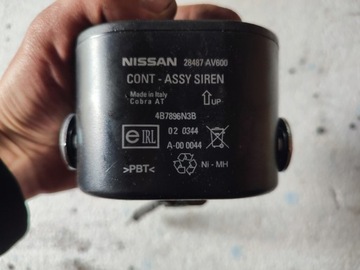 NISSAN 28487 AV600
CONT - ASSY SIREN
Made in Italy
Cobra AT
UP
4B7896N3B
e IRL
02 0344
A-00 0044
>PBT<
Ni - MH